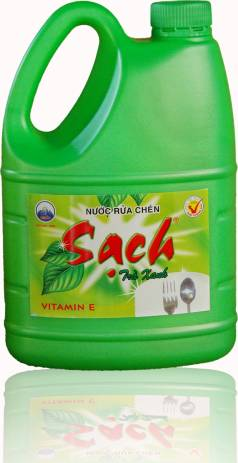 NƯỚC RỬA CHÉN
Sạch
Trà Xanh
VITAMIN E